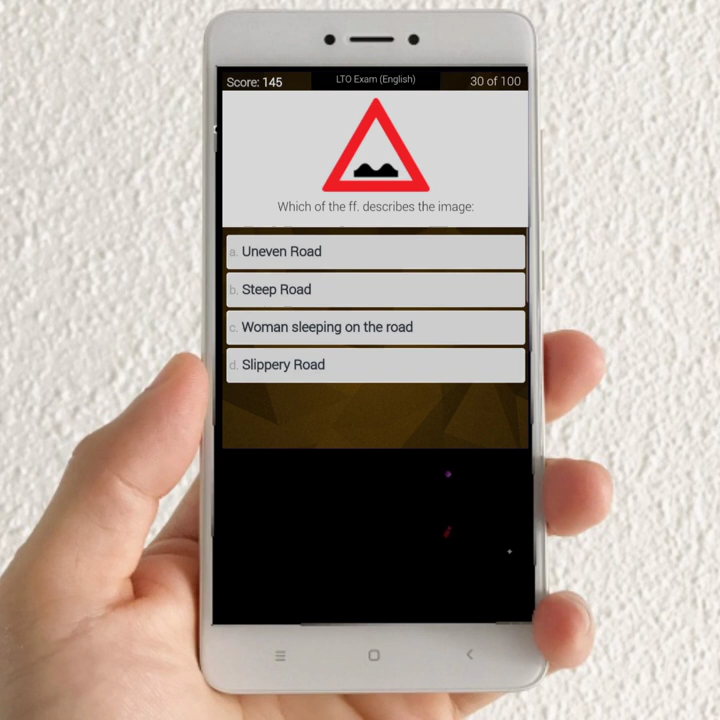 Score: 145 LTO Exam (English) 30 of 100
Which of the ff. describes the image:
a. Uneven Road
b. Steep Road
c. Woman sleeping on the road
d. Slippery Road